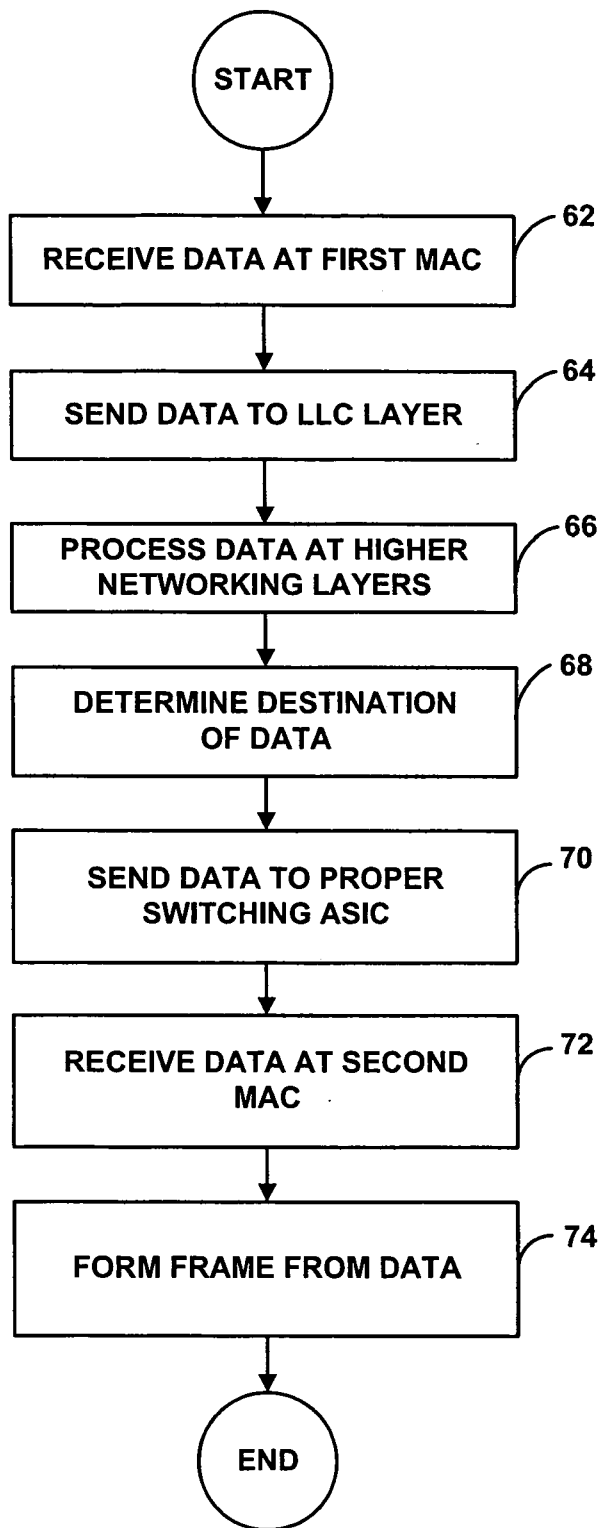 START
62
RECEIVE DATA AT FIRST MAC
64
SEND DATA TO LLC LAYER
66
PROCESS DATA AT HIGHER
NETWORKING LAYERS
68
DETERMINE DESTINATION
OF DATA
70
SEND DATA TO PROPER
SWITCHING ASIC
72
RECEIVE DATA AT SECOND
MAC
74
FORM FRAME FROM DATA
END